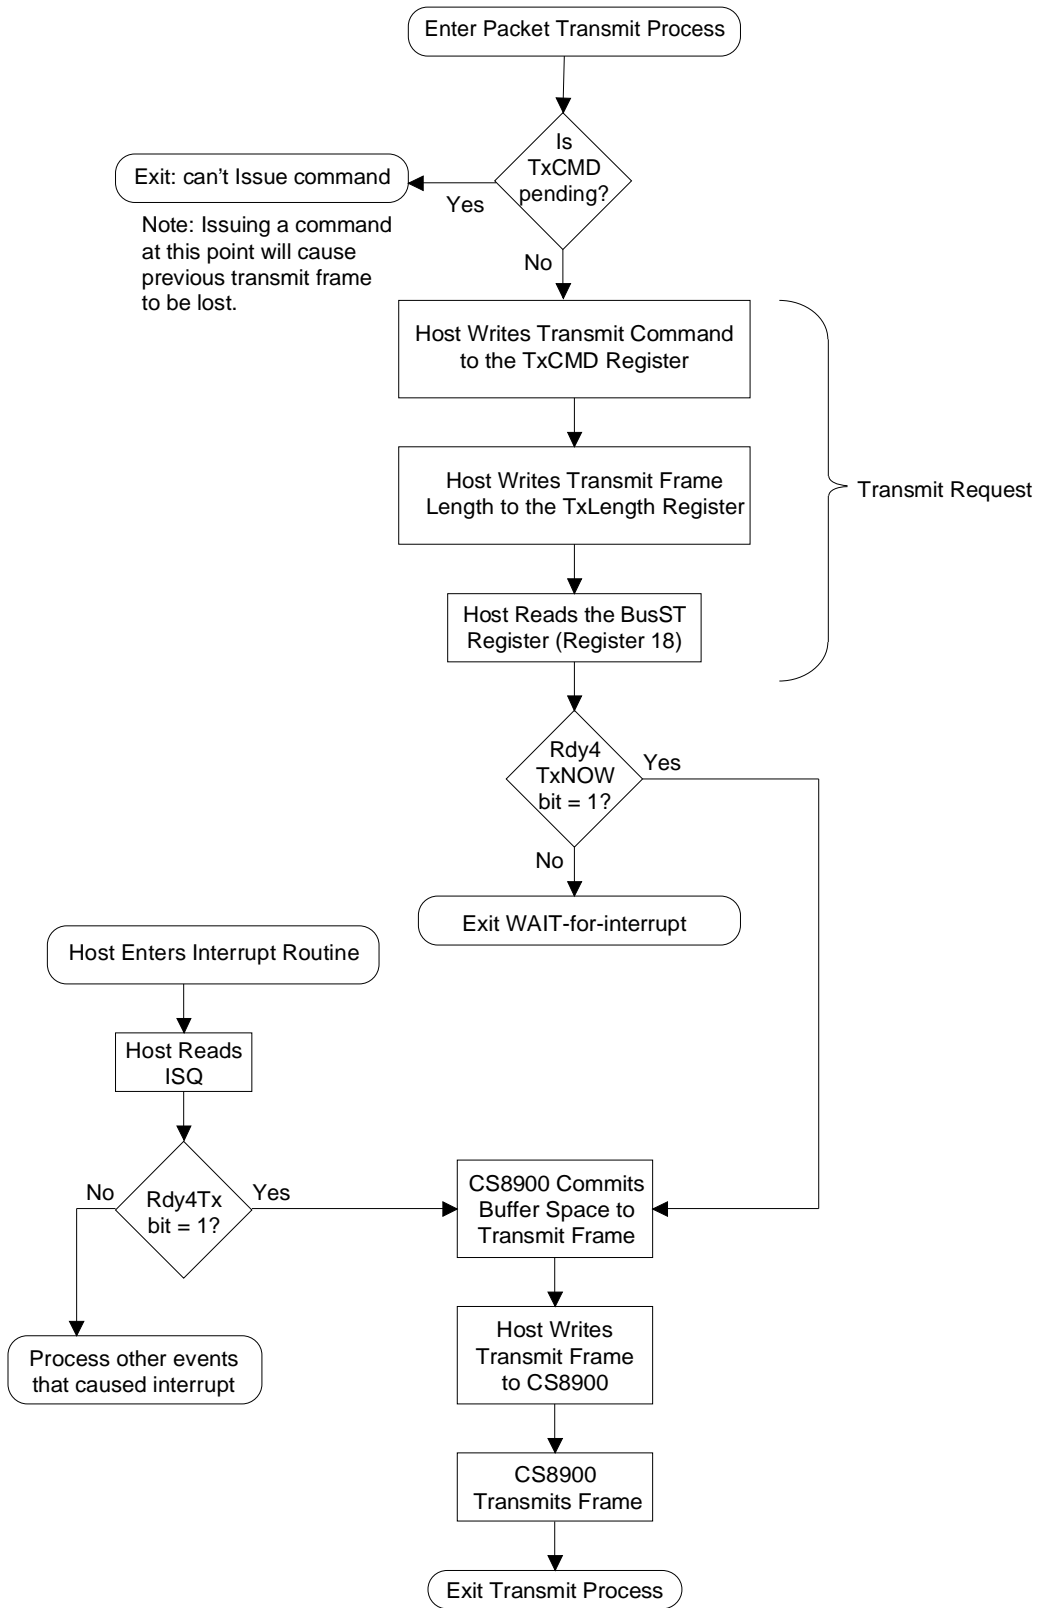 Enter Packet Transmit Process
Is
TxCMD
pending?
Exit: can't Issue command
Yes
Note: Issuing a command
at this point will cause
previous transmit frame
to be lost.
No
Host Writes Transmit Command
to the TxCMD Register
Host Writes Transmit Frame
Length to the TxLength Register
Transmit Request
Host Reads the BusST
Register (Register 18)
Rdy4
TxNOW
bit = 1?
Yes
No
Exit WAIT-for-interrupt
Host Enters Interrupt Routine
Host Reads
ISQ
No
Rdy4Tx
bit = 1?
Yes
CS8900 Commits
Buffer Space to
Transmit Frame
Process other events
that caused interrupt
Host Writes
Transmit Frame
to CS8900
CS8900
Transmits Frame
Exit Transmit Process